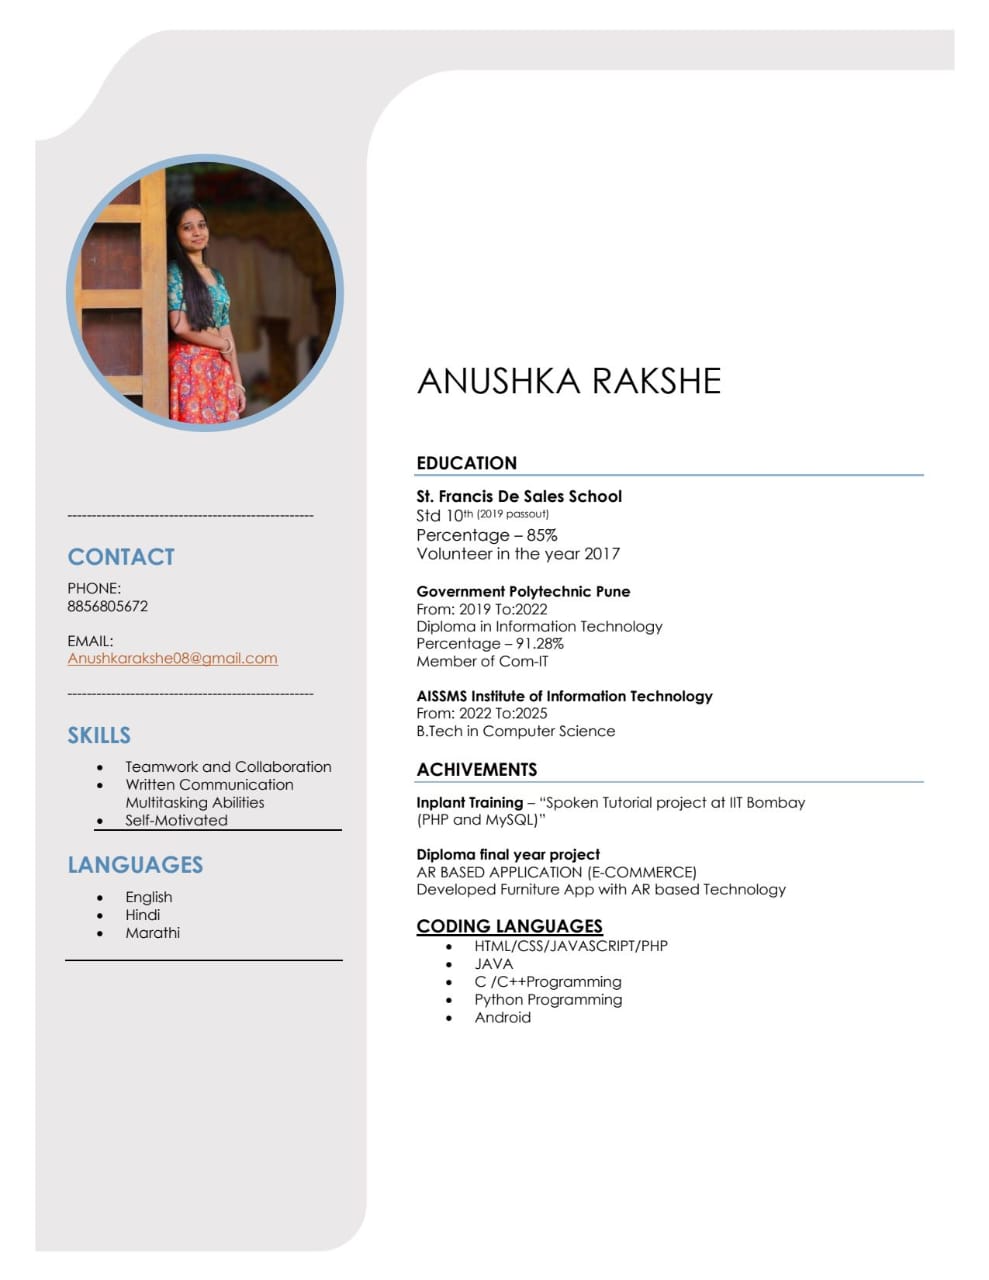 ANUSHKA RAKSHE
----------------------------------------------------
CONTACT
PHONE:
8856805672
EMAIL:
Anushkarakshe08@gmail.com
----------------------------------------------------
SKILLS
• Teamwork and Collaboration
• Written Communication
Multitasking Abilities
• Self-Motivated
LANGUAGES
• English
• Hindi
• Marathi
EDUCATION
St. Francis De Sales School
Std 10th (2019 passout)
Percentage – 85%
Volunteer in the year 2017
Government Polytechnic Pune
From: 2019 To:2022
Diploma in Information Technology
Percentage – 91.28%
Member of Com-IT
AISSMS Institute of Information Technology
From: 2022 To:2025
B.Tech in Computer Science
ACHIVEMENTS
Inplant Training – “Spoken Tutorial project at IIT Bombay
(PHP and MySQL)”
Diploma final year project
AR BASED APPLICATION (E-COMMERCE)
Developed Furniture App with AR based Technology
CODING LANGUAGES
• HTML/CSS/JAVASCRIPT/PHP
• JAVA
• C /C++Programming
• Python Programming
• Android